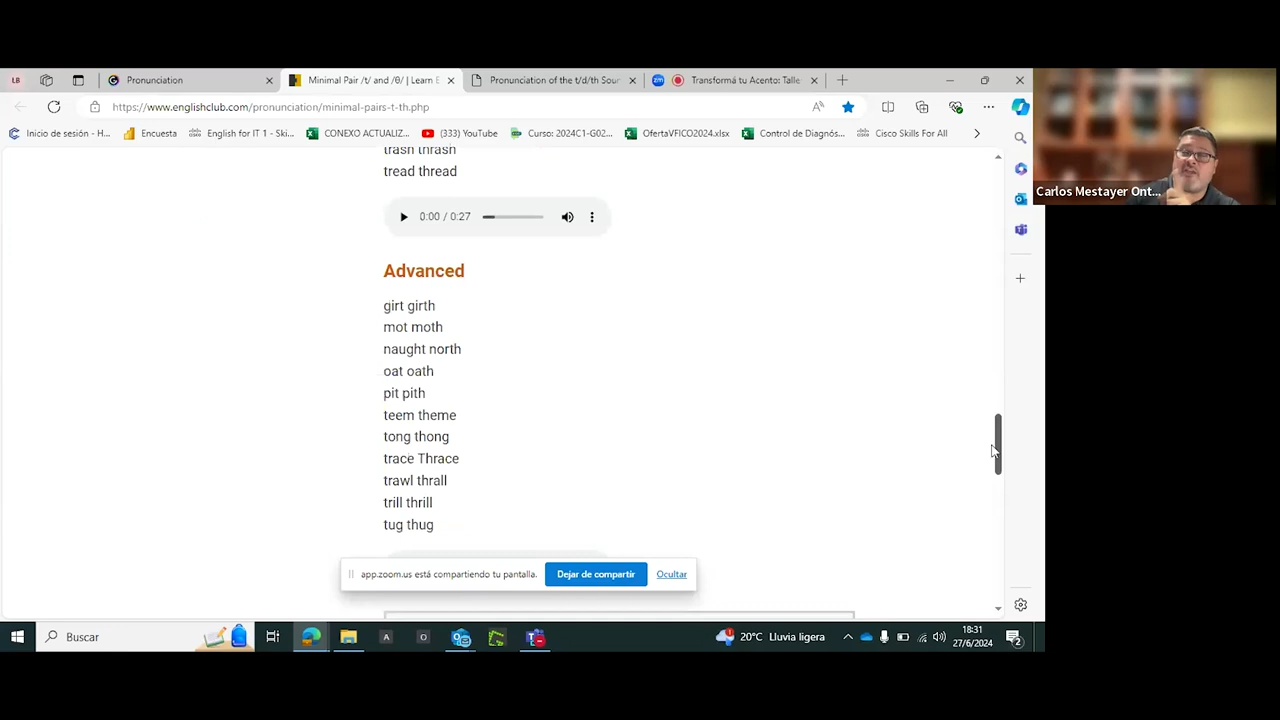 LB
Pronunciation
Minimal Pair /t/ and /θ/ | Learn E
Pronunciation of the t/d/th Soun
zm
Transformá tu Acento: Talle
https://www.englishclub.com/pronunciation/minimal-pairs-t-th.php
Inicio de sesión - H...
Encuesta
English for IT 1 - Ski...
CONEXO ACTUALIZ...
(333) YouTube
Curso: 2024C1-G02...
OfertaVFICO2024.xlsx
Control de Diagnós...
Cisco Skills For All
Carlos Mestayer Ont...
trash thrash
tread thread
0:00 / 0:27
Advanced
girt girth
mot moth
naught north
oat oath
pit pith
teem theme
tong thong
trace Thrace
trawl thrall
trill thrill
tug thug
app.zoom.us está compartiendo tu pantalla.
Dejar de compartir
Ocultar
Buscar
A
O
20°C Lluvia ligera
18:31
27/6/2024
2